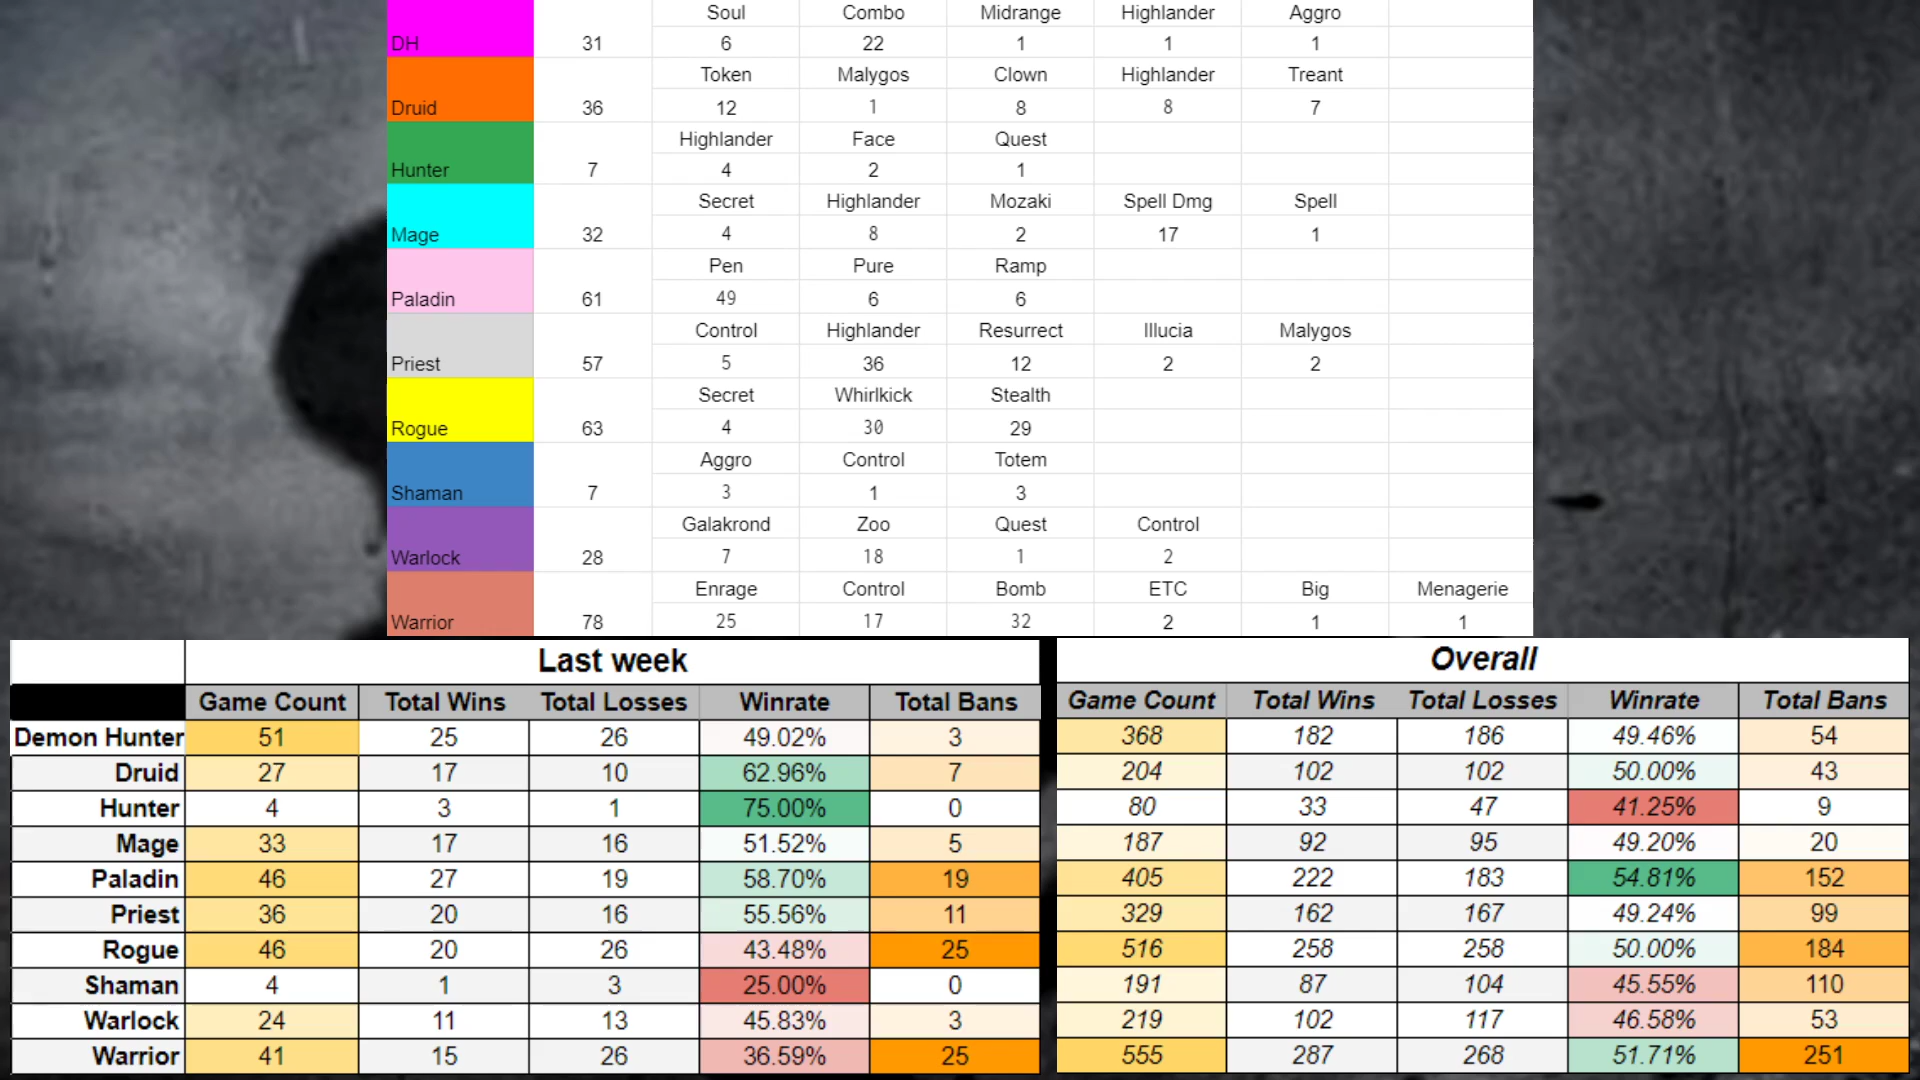 Soul Combo Midrange Highlander Aggro
DH 31 6 22 1 1 1
Token Malygos Clown Highlander Treant
Druid 36 12 1 8 8 7
Highlander Face Quest
Hunter 7 4 2 1
Secret Highlander Mozaki Spell Dmg Spell
Mage 32 4 8 2 17 1
Pen Pure Ramp
Paladin 61 49 6 6
Control Highlander Resurrect Illucia Malygos
Priest 57 5 36 12 2 2
Secret Whirlkick Stealth
Rogue 63 4 30 29
Aggro Control Totem
Shaman 7 3 1 3
Galakrond Zoo Quest Control
Warlock 28 7 18 1 2
Enrage Control Bomb ETC Big Menagerie
Warrior 78 25 17 32 2 1 1
Last week
Game Count Total Wins Total Losses Winrate Total Bans
Demon Hunter 51 25 26 49.02% 3
Druid 27 17 10 62.96% 7
Hunter 4 3 1 75.00% 0
Mage 33 17 16 51.52% 5
Paladin 46 27 19 58.70% 19
Priest 36 20 16 55.56% 11
Rogue 46 20 26 43.48% 25
Shaman 4 1 3 25.00% 0
Warlock 24 11 13 45.83% 3
Warrior 41 15 26 36.59% 25
Overall
Game Count Total Wins Total Losses Winrate Total Bans
368 182 186 49.46% 54
204 102 102 50.00% 43
80 33 47 41.25% 9
187 92 95 49.20% 20
405 222 183 54.81% 152
329 162 167 49.24% 99
516 258 258 50.00% 184
191 87 104 45.55% 110
219 102 117 46.58% 53
555 287 268 51.71% 251